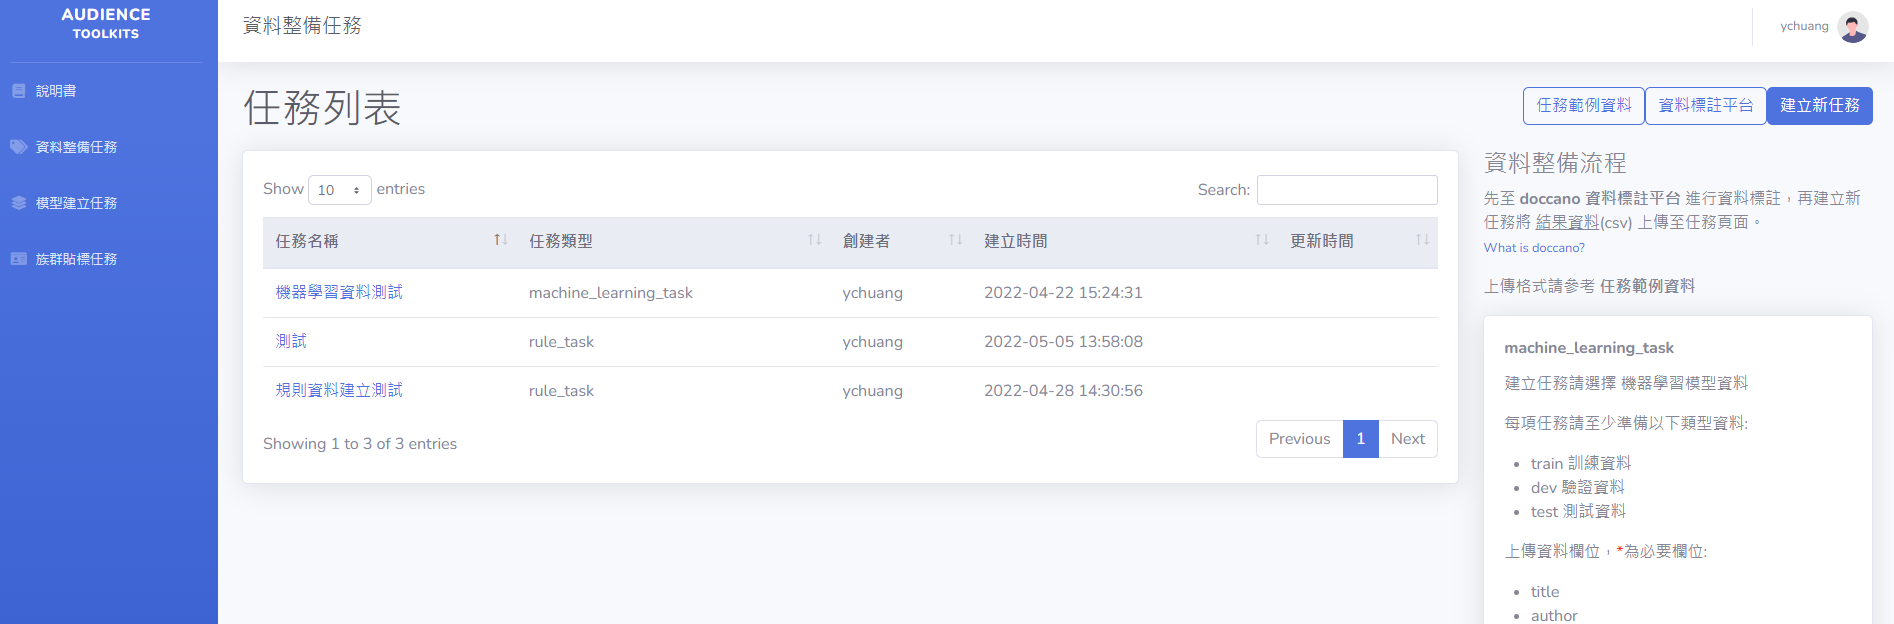 AUDIENCE
TOOLKITS
說明書
資料整備任務
模型建立任務
族群貼標任務
資料整備任務
ychuang
任務列表
任務範例資料 資料標註平台 建立新任務
Show 10 entries
Search:
任務名稱 任務類型 創建者 建立時間 更新時間
機器學習資料測試 machine_learning_task ychuang 2022-04-22 15:24:31
測試 rule_task ychuang 2022-05-05 13:58:08
規則資料建立測試 rule_task ychuang 2022-04-28 14:30:56
Showing 1 to 3 of 3 entries
Previous 1 Next
資料整備流程
先至 doccano 資料標註平台 進行資料標註，再建立新
任務將 結果資料(csv) 上傳至任務頁面。
What is doccano?
上傳格式請參考 任務範例資料
machine_learning_task
建立任務請選擇 機器學習模型資料
每項任務請至少準備以下類型資料:
train 訓練資料
dev 驗證資料
test 測試資料
上傳資料欄位，*為必要欄位:
title
author